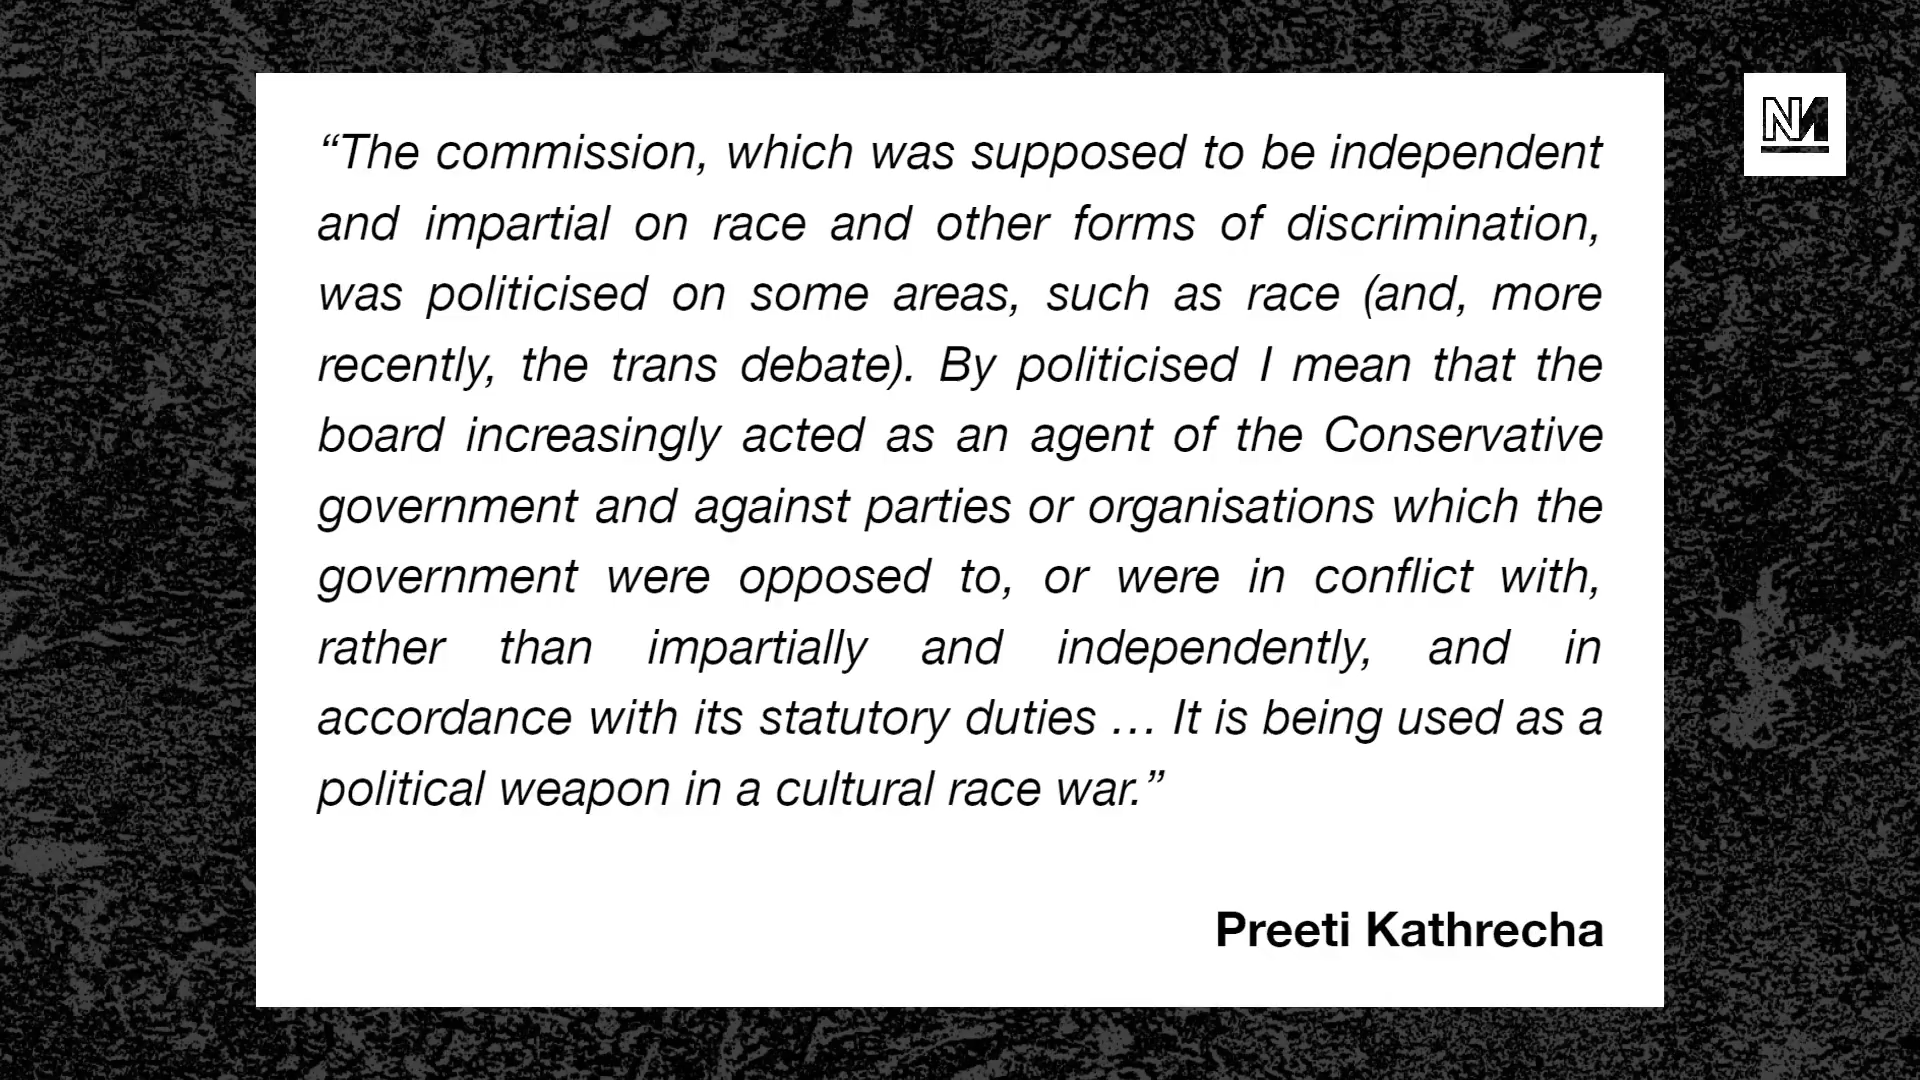 “The commission, which was supposed to be independent
and impartial on race and other forms of discrimination,
was politicised on some areas, such as race (and, more
recently, the trans debate). By politicised I mean that the
board increasingly acted as an agent of the Conservative
government and against parties or organisations which the
government were opposed to, or were in conflict with,
rather than impartially and independently, and in
accordance with its statutory duties … It is being used as a
political weapon in a cultural race war.”
Preeti Kathrecha
NM